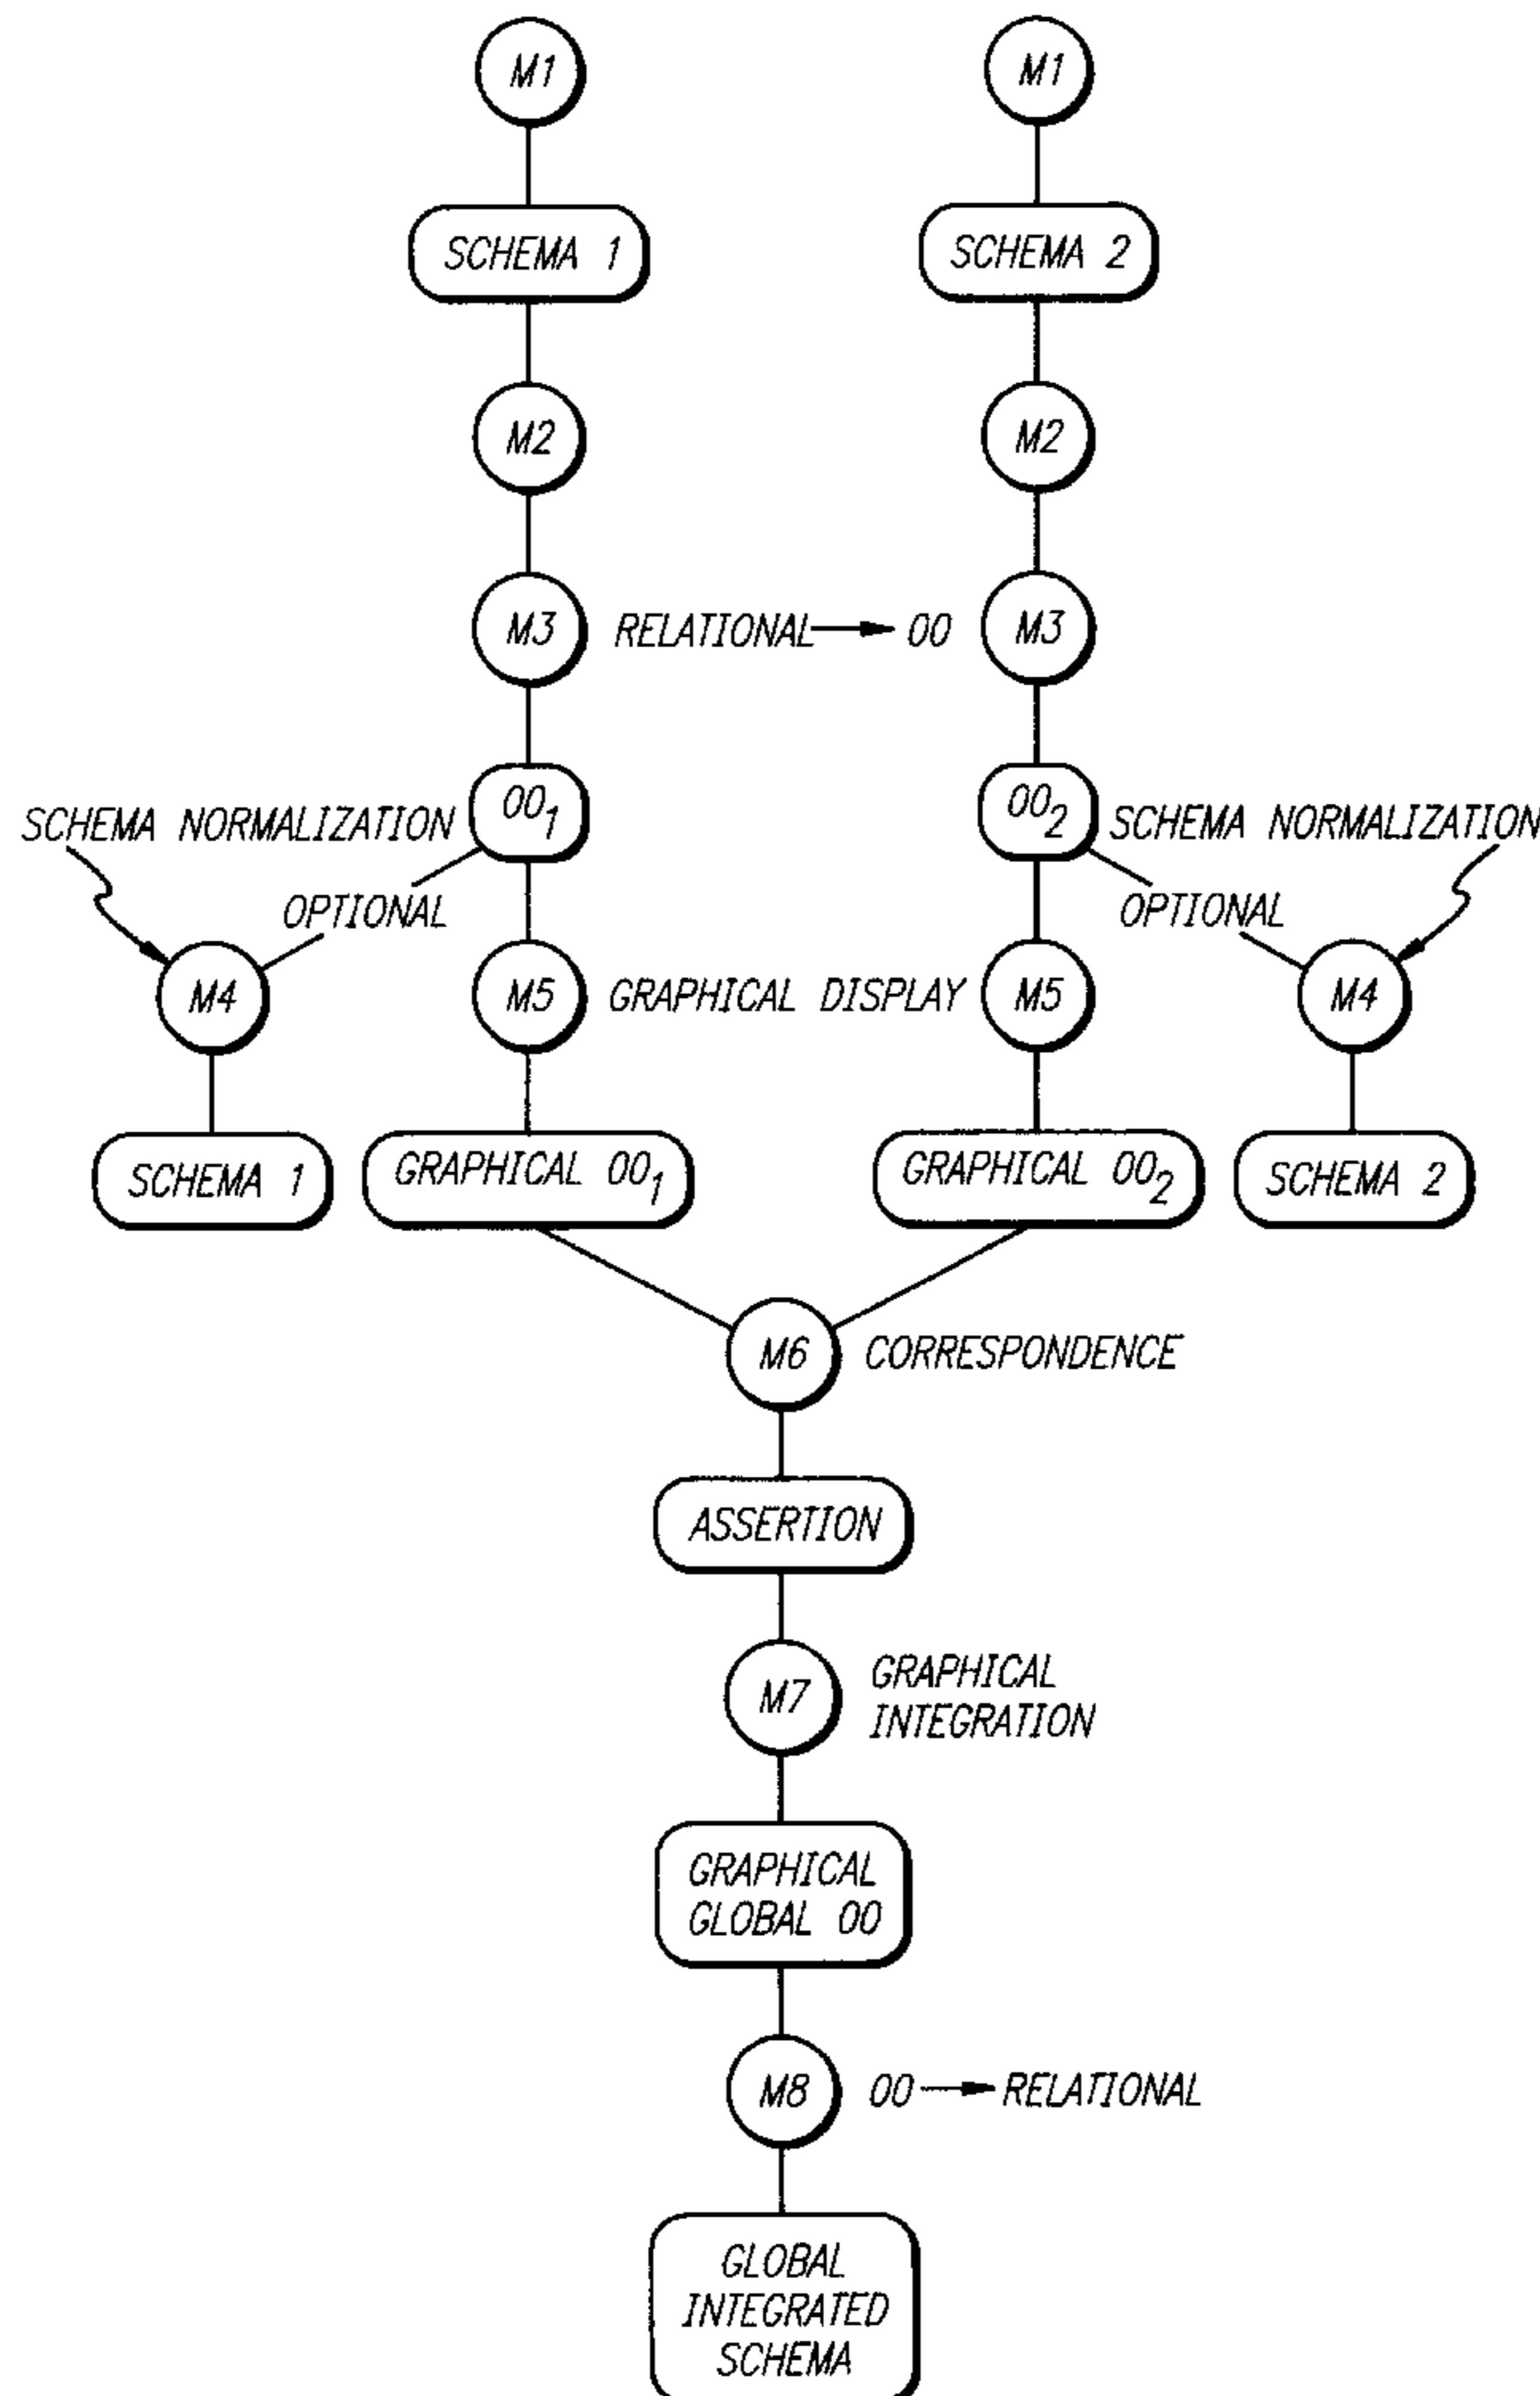 M1 M1
SCHEMA 1 SCHEMA 2
M2 M2
M3 RELATIONAL → OO M3
OO₁ OO₂
SCHEMA NORMALIZATION SCHEMA NORMALIZATION
OPTIONAL OPTIONAL
M4 M5 GRAPHICAL DISPLAY M5 M4
SCHEMA 1 GRAPHICAL OO₁ GRAPHICAL OO₂ SCHEMA 2
M6 CORRESPONDENCE
ASSERTION
M7 GRAPHICAL
INTEGRATION
GRAPHICAL
GLOBAL OO
M8 OO → RELATIONAL
GLOBAL
INTEGRATED
SCHEMA